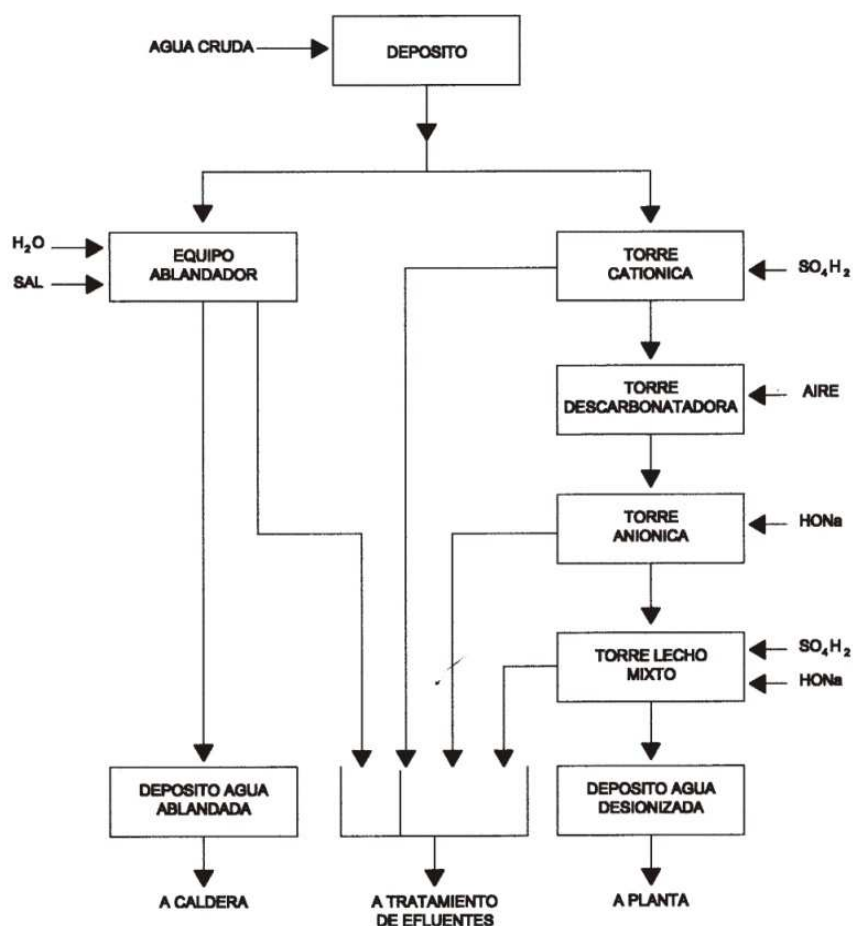 AGUA CRUDA
DEPOSITO
H₂O
SAL
EQUIPO
ABLANDADOR
TORRE
CATIONICA
SO₄H₂
TORRE
DESCARBONATADORA
AIRE
TORRE
ANIONICA
HONa
TORRE LECHO
MIXTO
SO₄H₂
HONa
DEPOSITO AGUA
ABLANDADA
DEPOSITO AGUA
DESIONIZADA
A CALDERA
A TRATAMIENTO
DE EFLUENTES
A PLANTA